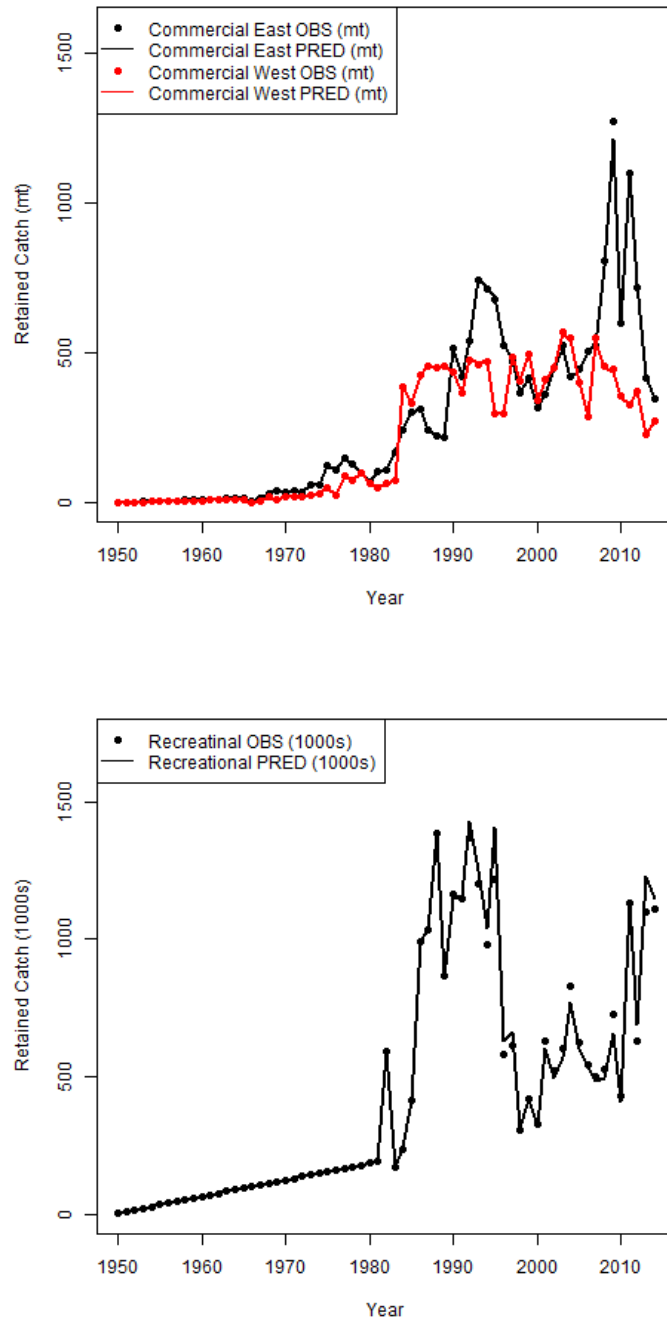 Commercial East OBS (mt)
Commercial East PRED (mt)
Commercial West OBS (mt)
Commercial West PRED (mt)
1500
1000
500
0
Retained Catch (mt)
1950 1960 1970 1980 1990 2000 2010
Year
Recreatinal OBS (1000s)
Recreational PRED (1000s)
1500
1000
500
0
Retained Catch (1000s)
1950 1960 1970 1980 1990 2000 2010
Year